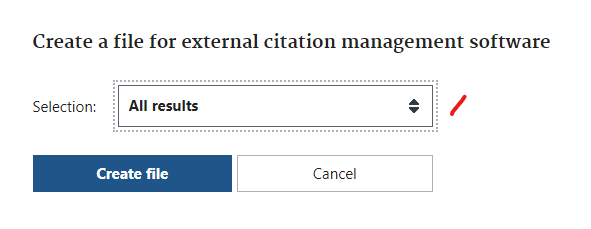 Create a file for external citation management software
Selection: All results
Create file Cancel